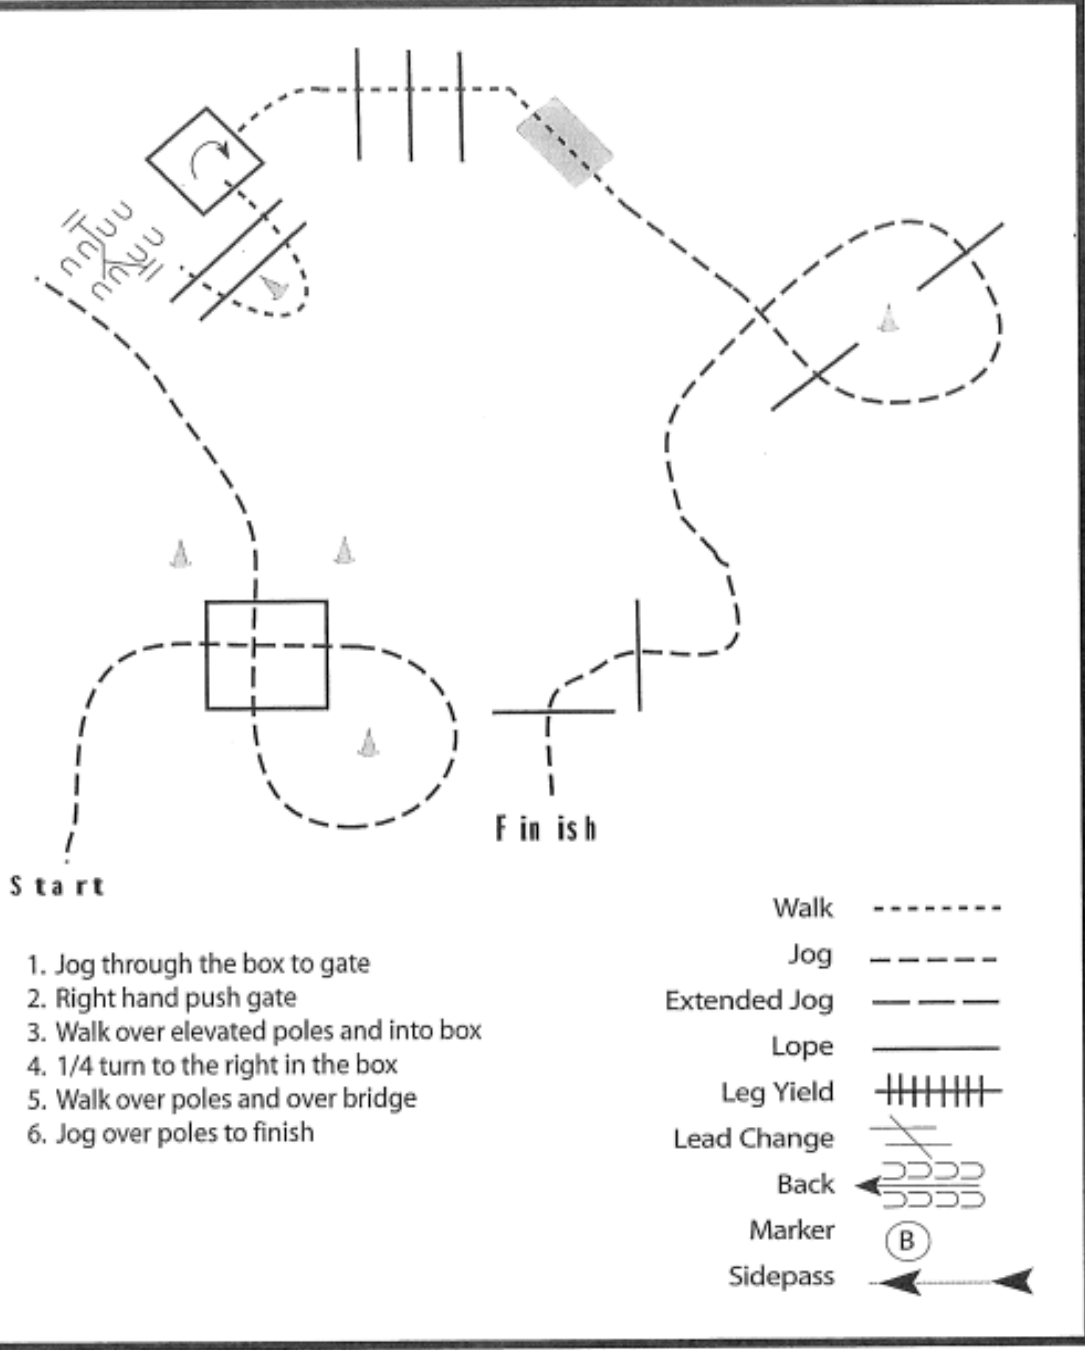 Finish
Start
1. Jog through the box to gate
2. Right hand push gate
3. Walk over elevated poles and into box
4. 1/4 turn to the right in the box
5. Walk over poles and over bridge
6. Jog over poles to finish
Walk
Jog
Extended Jog
Lope
Leg Yield
Lead Change
Back
Marker B
Sidepass